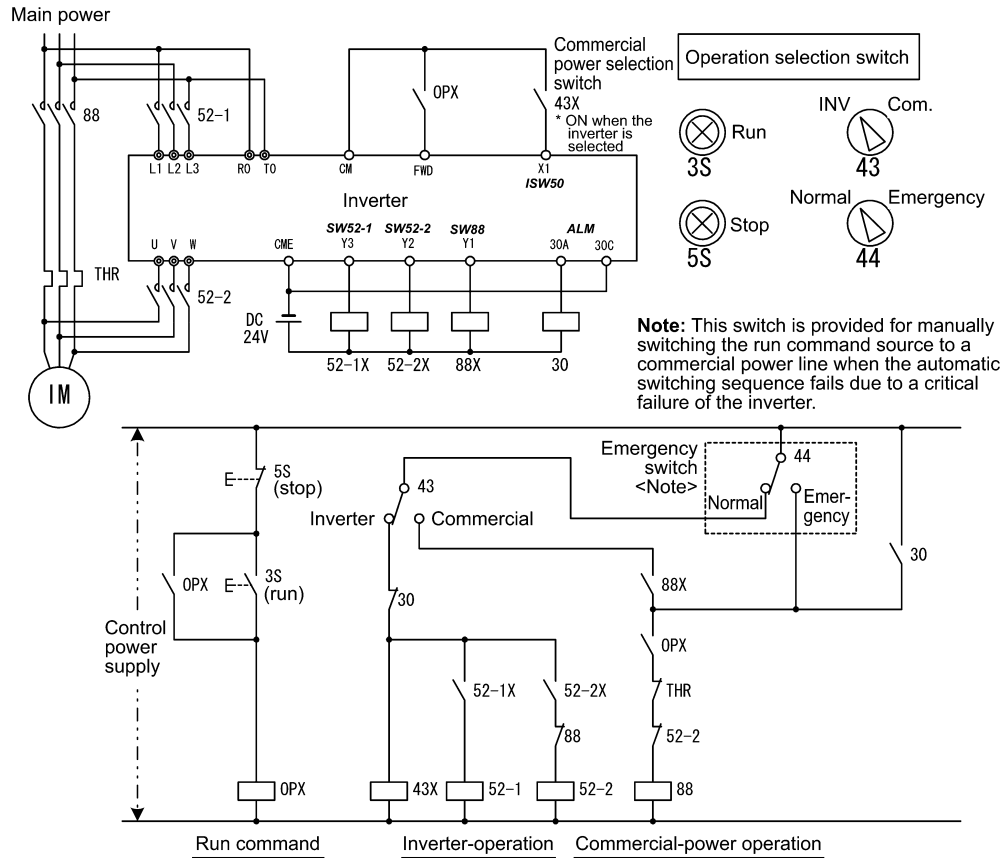 Main power
88
52-1
OPX
Commercial
power selection
switch
43X
* ON when the
inverter is
selected
Operation selection switch
Run
3S
INV
Com.
43
Stop
5S
Normal
Emergency
44
L1
L2
L3
R0
T0
CM
FWD
X1
ISW50
Inverter
U
V
W
CME
SW52-1
Y3
SW52-2
Y2
SW88
Y1
ALM
30A
30C
THR
52-2
DC
24V
52-1X
52-2X
88X
30
IM
Note: This switch is provided for manually
switching the run command source to a
commercial power line when the automatic
switching sequence fails due to a critical
failure of the inverter.
5S
(stop)
43
Inverter
Commercial
Emergency
switch
<Note>
44
Normal
Emer-
gency
OPX
3S
(run)
30
88X
30
Control
power
supply
OPX
52-1X
52-2X
THR
88
52-2
OPX
43X
52-1
52-2
88
Run command
Inverter-operation
Commercial-power operation